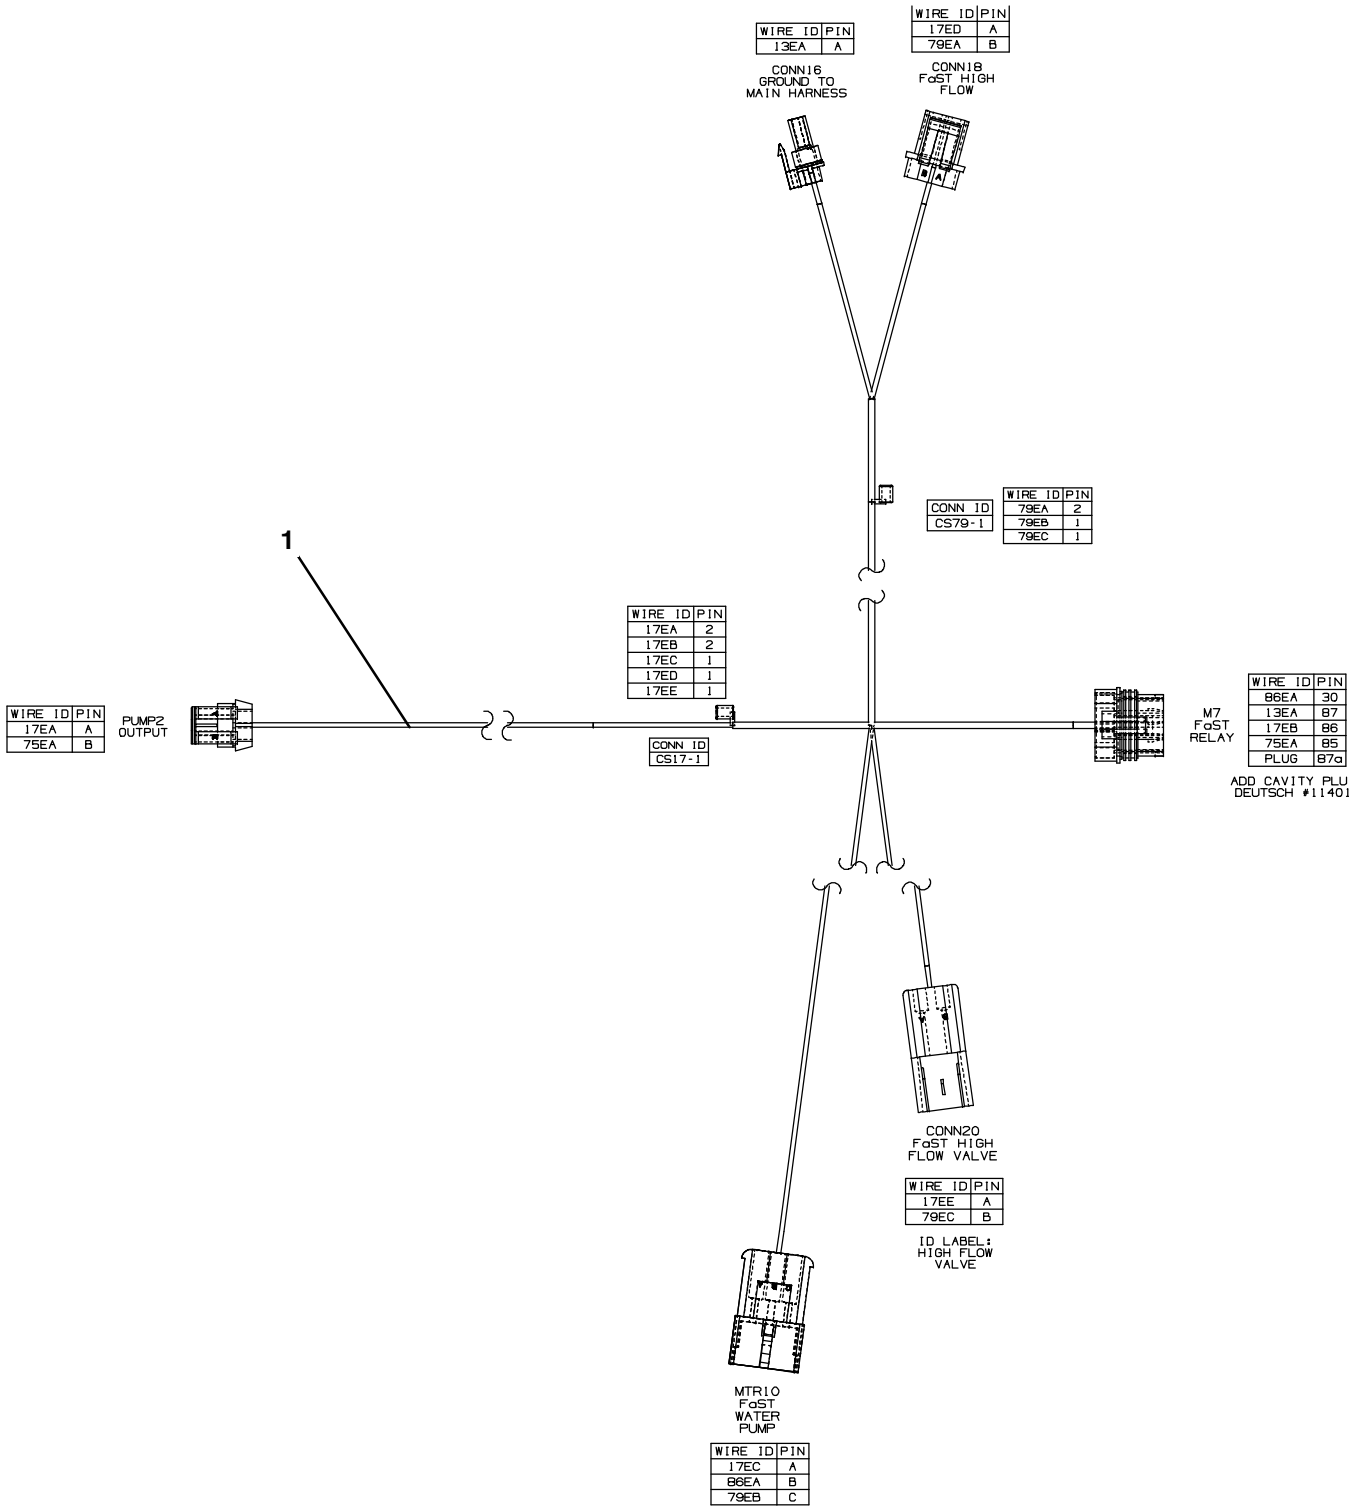 WIRE ID PIN
13EA A
CONN16
GROUND TO
MAIN HARNESS
WIRE ID PIN
17ED A
79EA B
CONN18
FaST HIGH
FLOW
B A
CONN ID
CS79-1
WIRE ID PIN
79EA 2
79EB 1
79EC 1
1
WIRE ID PIN
17EA 2
17EB 2
17EC 1
17ED 1
17EE 1
CONN ID
CS17-1
WIRE ID PIN
17EA A
75EA B
PUMP2
OUTPUT
M7
FaST
RELAY
WIRE ID PIN
86EA 30
13EA 87
17EB 86
75EA 85
PLUG 87a
ADD CAVITY PLU
DEUTSCH #11401
CONN20
FaST HIGH
FLOW VALVE
WIRE ID PIN
17EE A
79EC B
ID LABEL:
HIGH FLOW
VALVE
MTR10
FaST
WATER
PUMP
WIRE ID PIN
17EC A
86EA B
79EB C